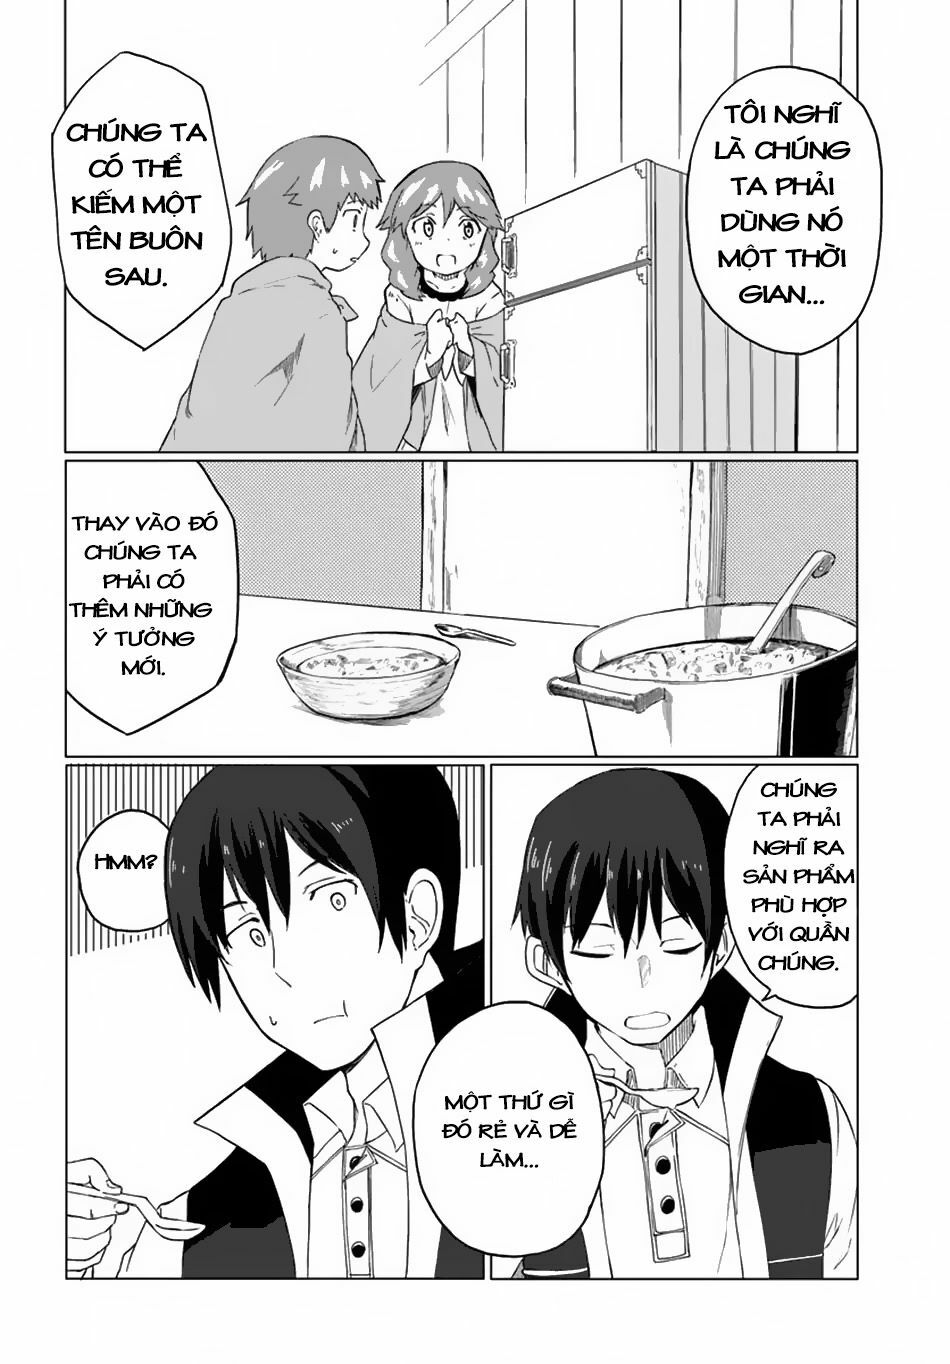 TÔI NGHĨ
LÀ CHÚNG
TA PHẢI
DÙNG NÓ
MỘT THỜI
GIAN...
CHÚNG TA
CÓ THỂ
KIẾM MỘT
TÊN BUÔN
SAU.
THAY VÀO ĐÓ
CHÚNG TA
PHẢI CÓ
THÊM NHỮNG
Ý TƯỞNG
MỚI.
CHÚNG
TA PHẢI
NGHĨ RA
SẢN PHẨM
PHÙ HỢP
VỚI QUẦN
CHÚNG.
MỘT THỨ GÌ
ĐÓ RẺ VÀ DỄ
LÀM...
HMM?